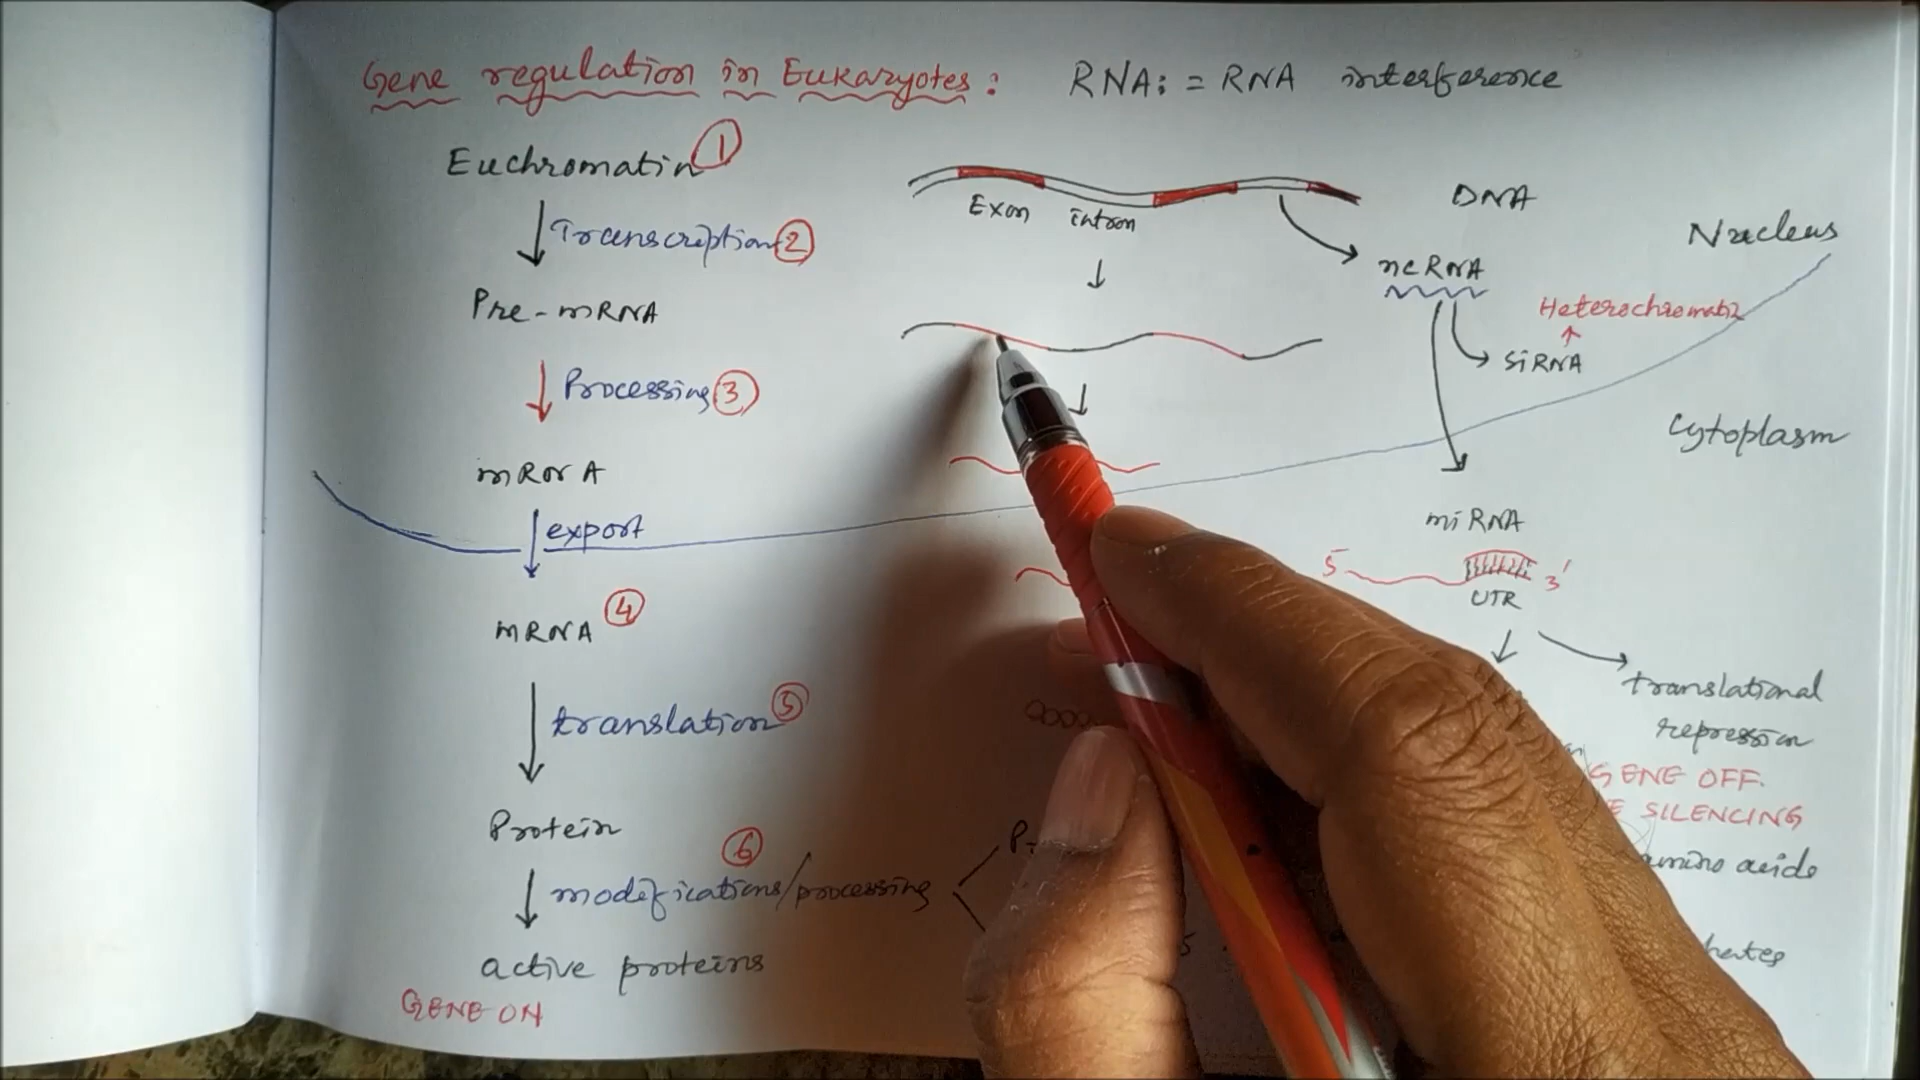 Gene regulation in Eukaryotes: RNAi = RNA interference
Euchromatin 1
Transcription 2
Pre-mRNA
Processing 3
mRNA
export
mRNA 4
translation 5
Protein
6
modifications/processing
active proteins
GENE ON
Exon intron
DNA
Nucleus
ncRNA
Heterochromati
SiRNA
Cytoplasm
miRNA
5' 3'
UTR
translational
repression
GENE OFF.
E SILENCING
amino acids